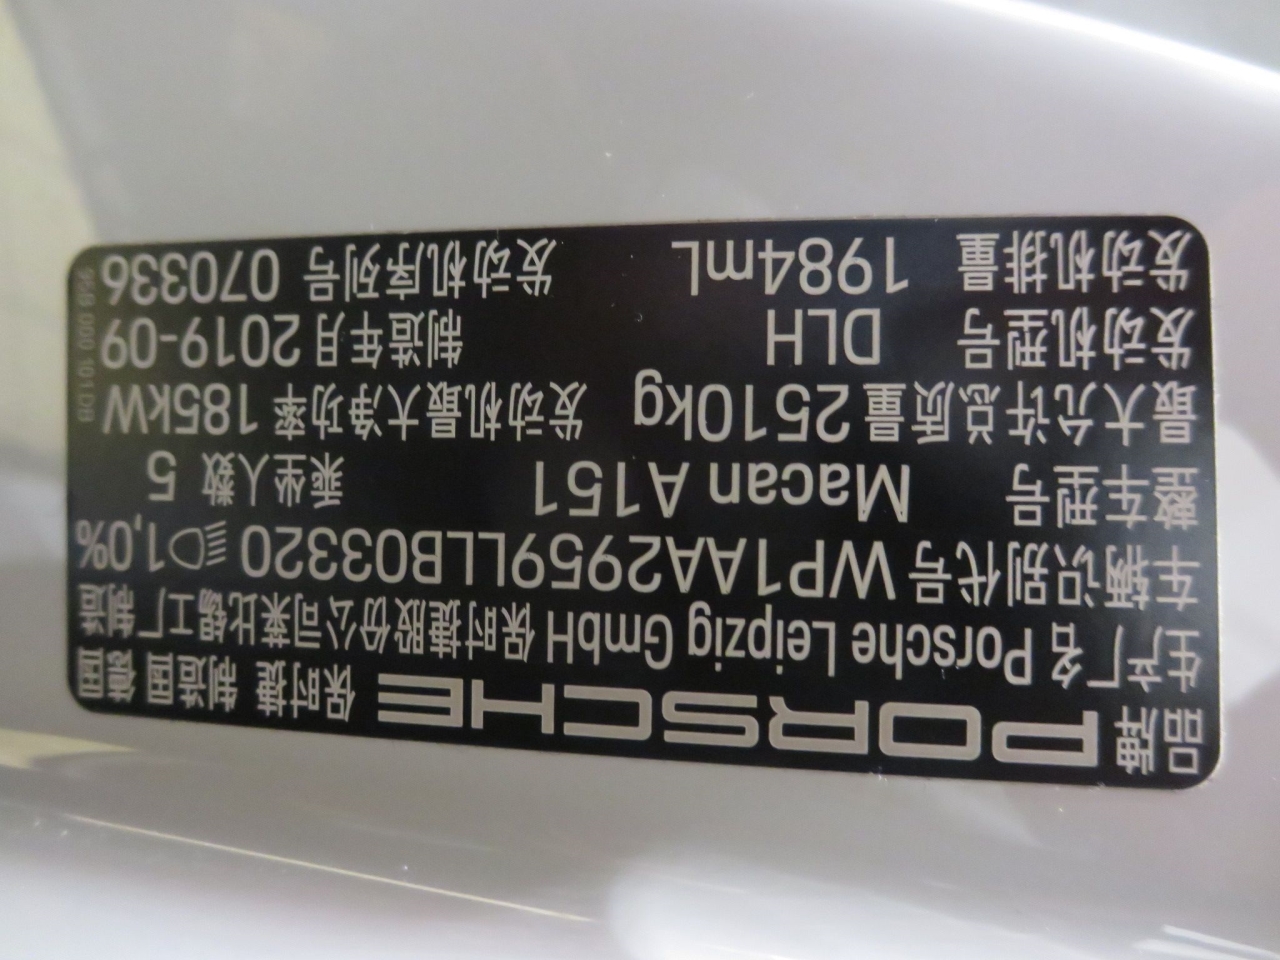 品牌 PORSCHE 保时捷 制造国 德国
生产厂名 Porsche Leipzig GmbH 保时捷股份公司莱比锡工厂制造
车辆识别代号 WP1AA2959LLB03320 1,0%
整车型号 Macan A151 乘坐人数 5
最大允许总质量 2510kg 发动机最大净功率 185kW
发动机型号 DLH 制造年月 2019-09
发动机排量 1984mL 发动机序列号 070336
95B 000 101 DB